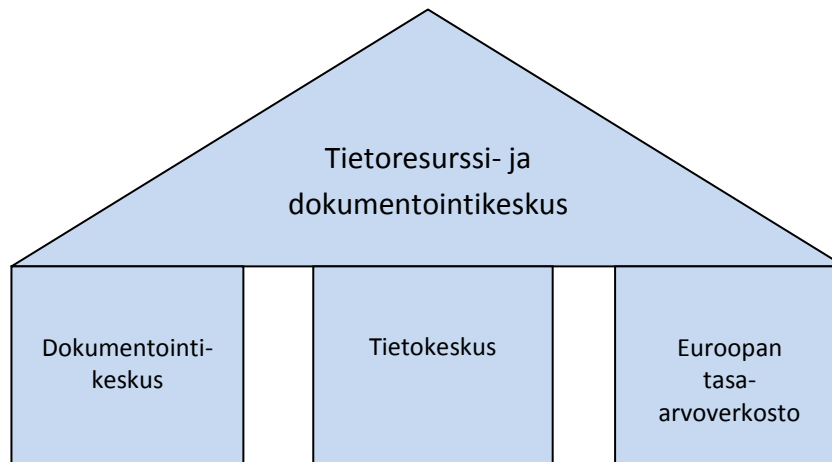 Tietoresurssi- ja
dokumentointikeskus
Dokumentointi-
keskus
Tietokeskus
Euroopan
tasa-
arvoverkosto